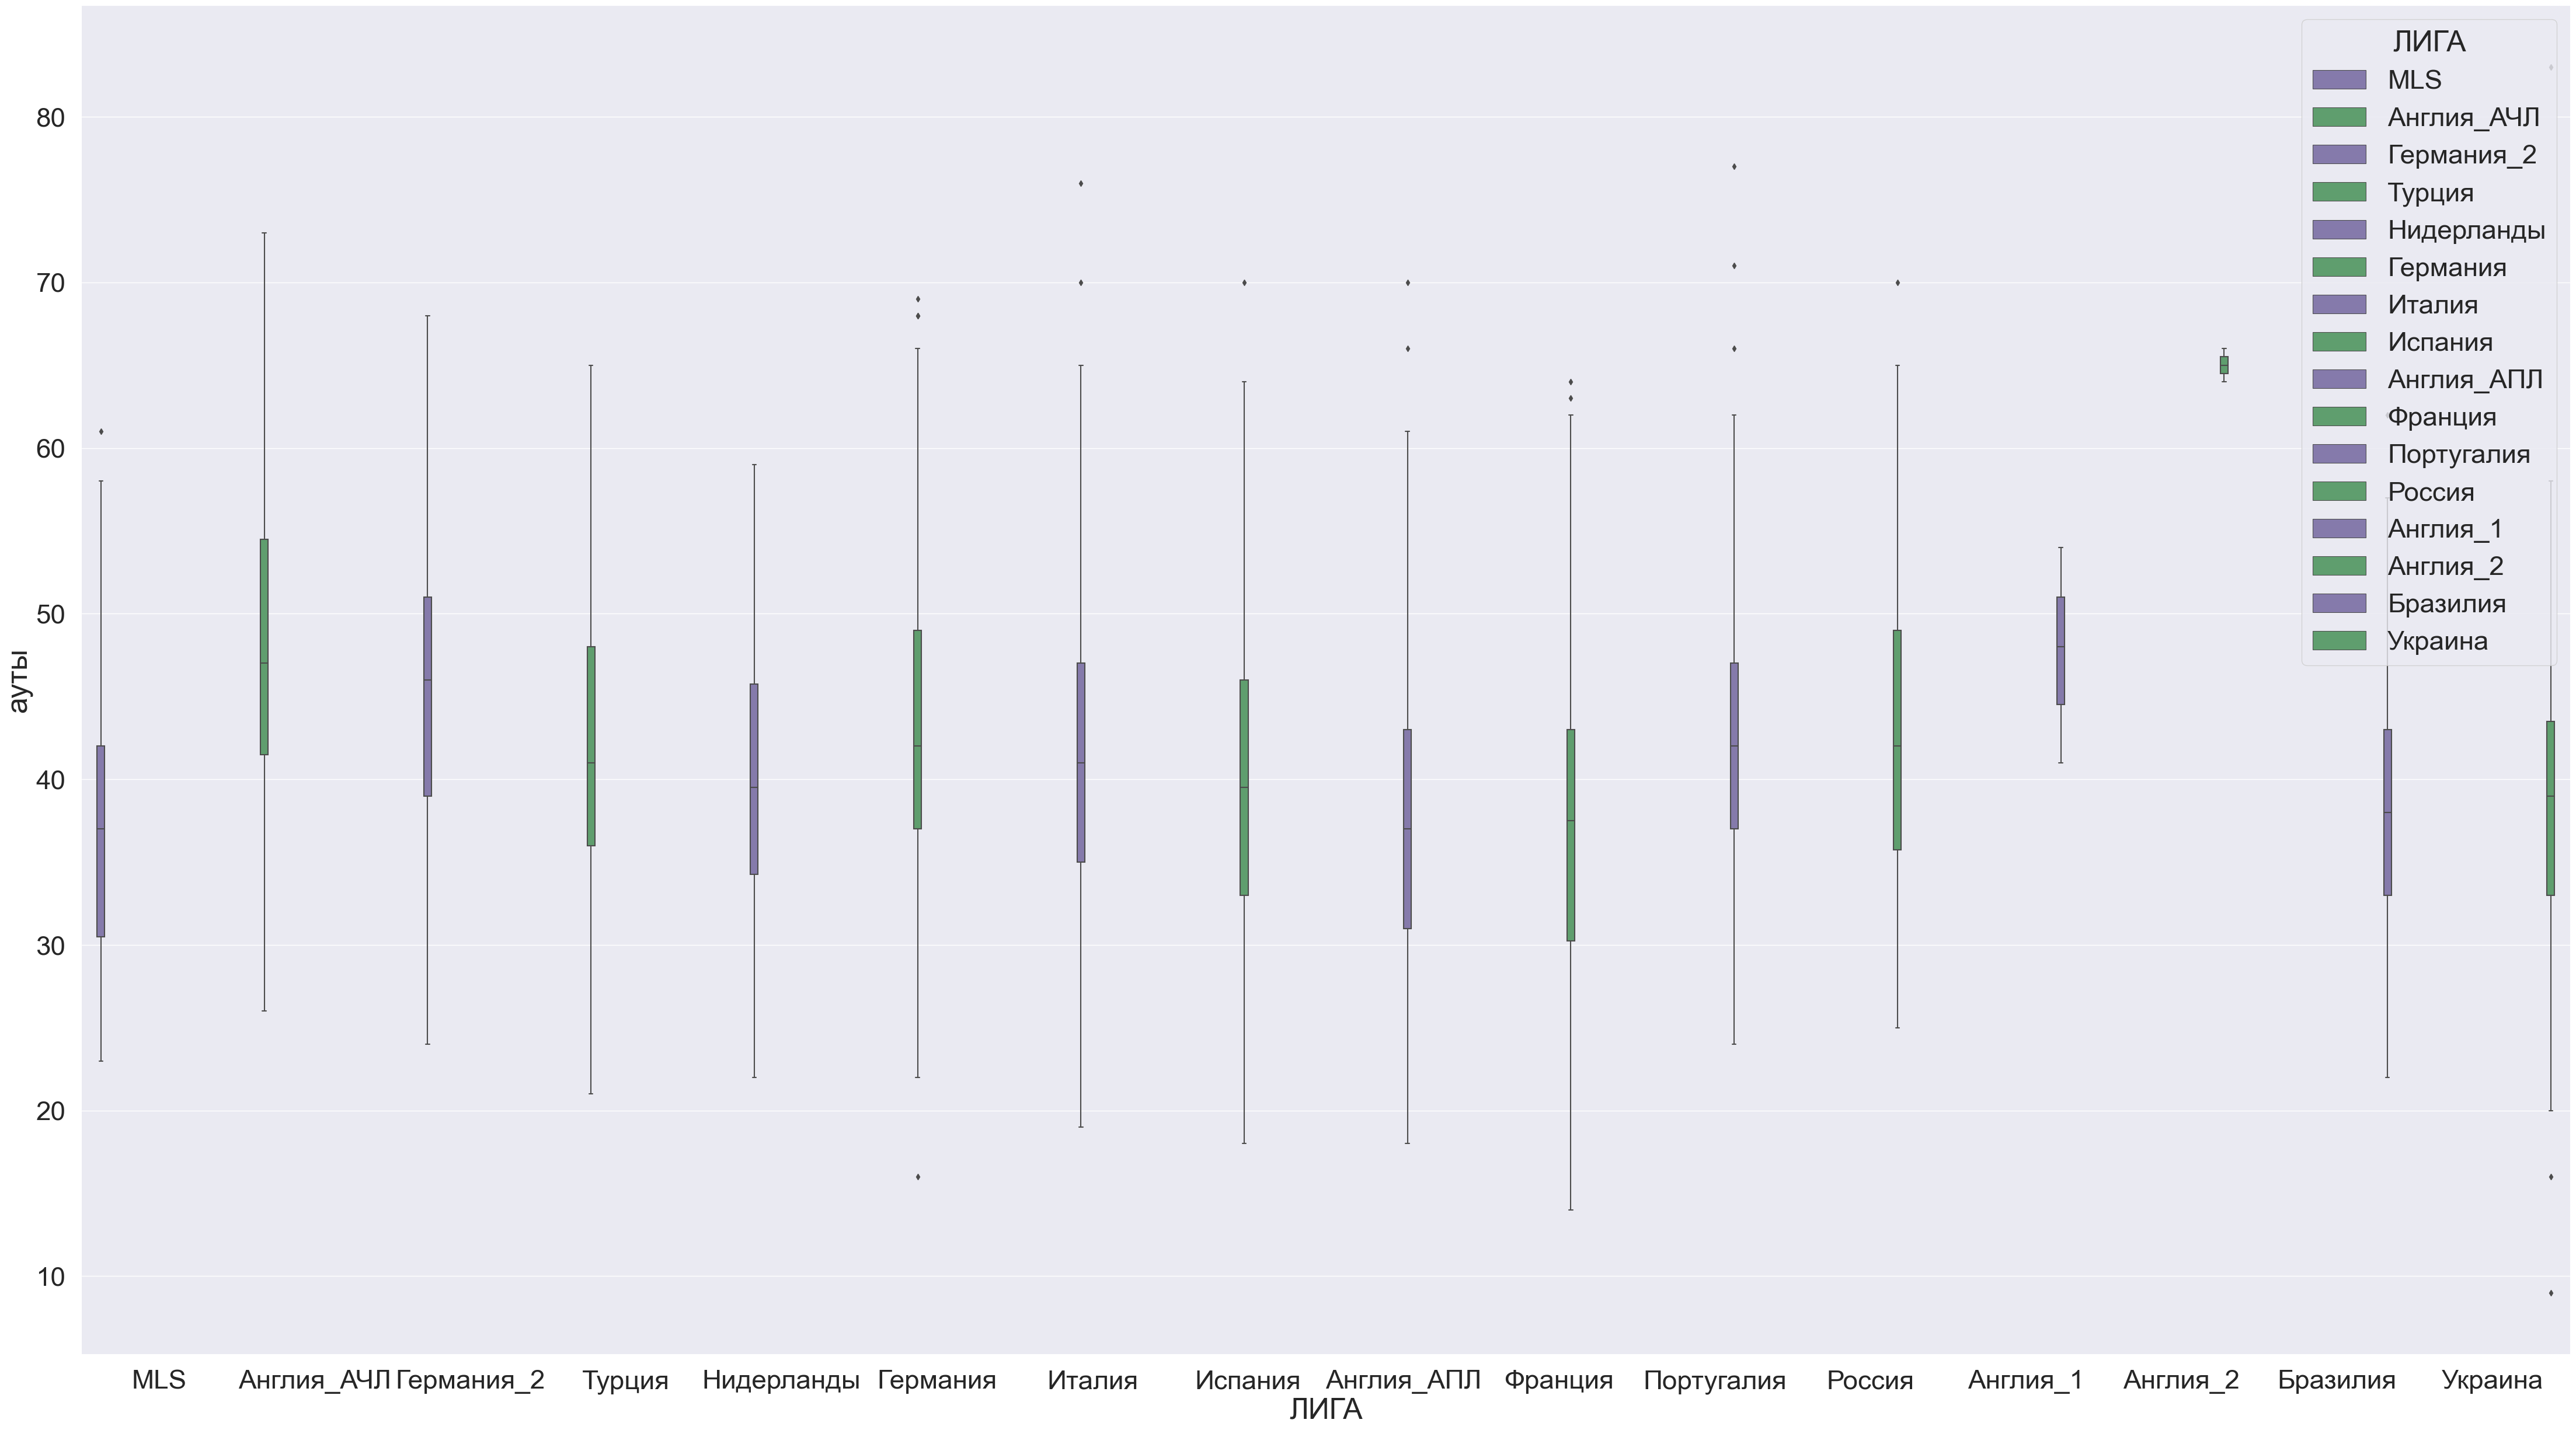 ЛИГА
MLS
Англия_АЧЛ
Германия_2
Турция
Нидерланды
Германия
Италия
Испания
Англия_АПЛ
Франция
Португалия
Россия
Англия_1
Англия_2
Бразилия
Украина
80
70
60
50
40
30
20
10
ауты
MLS Англия_АЧЛ Германия_2 Турция Нидерланды Германия Италия Испания Англия_АПЛ Франция Португалия Россия Англия_1 Англия_2 Бразилия Украина
ЛИГА